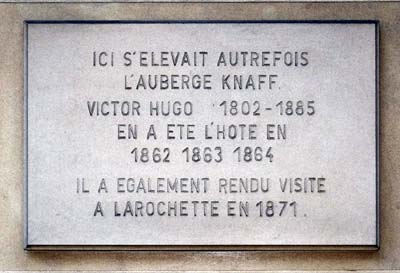 ICI S'ELEVAIT AUTREFOIS
L'AUBERGE KNAFF.
VICTOR HUGO 1802-1885
EN A ETE L'HOTE EN
1862 1863 1864
IL A EGALEMENT RENDU VISITE
A LAROCHETTE EN 1871.